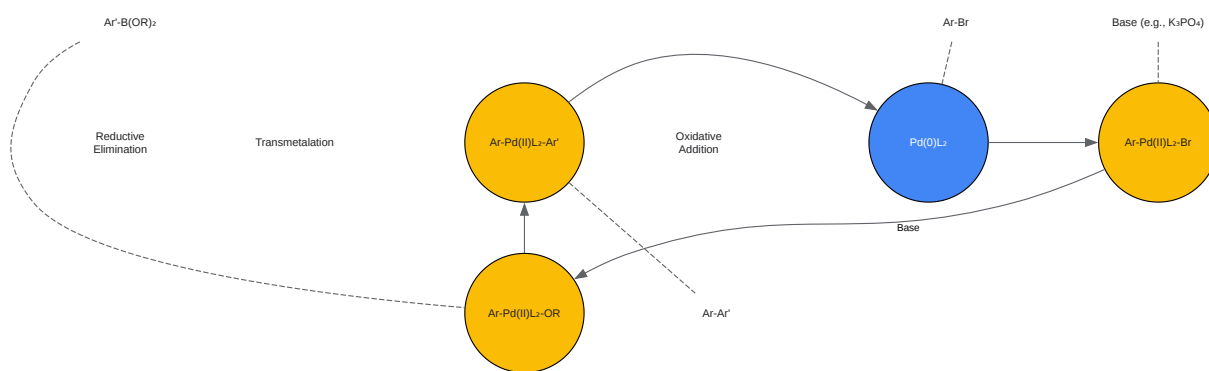 Ar'-B(OR)₂
Ar-Br
Base (e.g., K₃PO₄)
Reductive
Elimination
Transmetalation
Ar-Pd(II)L₂-Ar'
Oxidative
Addition
Pd(0)L₂
Ar-Pd(II)L₂-Br
Base
Ar-Pd(II)L₂-OR
Ar-Ar'